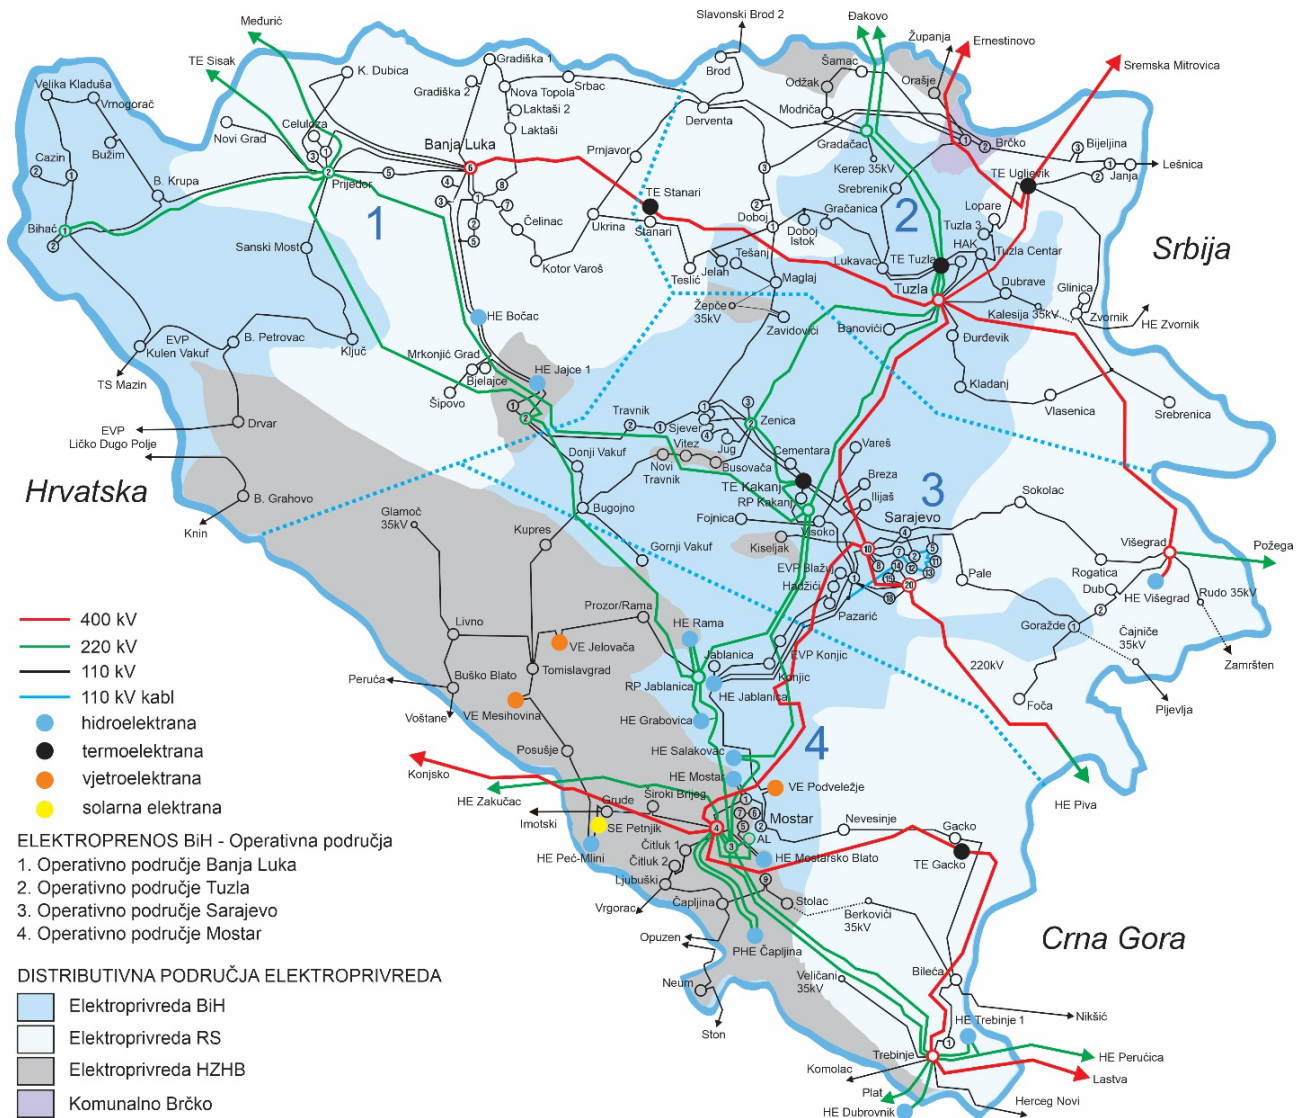 Međurić
Slavonski Brod 2
Đakovo
Županja
Ernestinovo
TE Sisak
K. Dubica
Gradiška 1
Gradiška 2
Nova Topola
Srbac
Brod
Šamac
Odžak
Orašje
Sremska Mitrovica
Velika Kladuša
Vrnogorač
Laktaši 2
Laktaši
Modriča
Derventa
Celuloza
Novi Grad
Bužim
Banja Luka
Prnjavor
Gradačac
Brčko
Bijeljina
Cazin
Kerep 35kV
Janja
Lešnica
Prijedor
B. Krupa
TE Stanari
Srebrenik
TE Ugljevik
Bihać
1
Čelinac
Ukrina
Stanari
Doboj
Doboj
Istok
Gračanica
2
Lopare
Tuzla 3
Sanski Most
Kotor Varoš
Tešanj
Jelah
Teslić
Maglaj
Lukavac
TE Tuzla
HAK
Tuzla Centar
Srbija
Tuzla
Dubrave
Glinica
Žepče
35kV
Kalesija 35kV
Zvornik
HE Zvornik
HE Bočac
Zavidovići
Banovići
Đurđevik
EVP
Kulen Vakuf
B. Petrovac
Ključ
Mrkonjić Grad
Bjelajce
HE Jajce 1
TS Mazin
Šipovo
Kladanj
Vlasenica
Srebrenica
Travnik
Sjever
Zenica
Drvar
EVP
Ličko Dugo Polje
Vitez
Jug
Donji Vakuf
Novi
Travnik
Busovača
Cementara
Vareš
Hrvatska
B. Grahovo
TE Kakanj
Breza
RP Kakanj
Ilijaš
3
Knin
Glamoč
35kV
Bugojno
Fojnica
Visoko
Sarajevo
Sokolac
Kupres
Kiseljak
Višegrad
Požega
Gornji Vakuf
EVP Blažuj
Hadžići
Pale
Rogatica
Dub
HE Višegrad
Rudo 35kV
400 kV
220 kV
110 kV
110 kV kabl
hidroelektrana
termoelektrana
vjetroelektrana
solarna elektrana
Prozor/Rama
Pazarić
Goražde
Čajniče
35kV
Livno
HE Rama
VE Jelovača
Jablanica
EVP Konjic
Zamršten
Tomislavgrad
Konjic
220kV
Peruća
Buško Blato
RP Jablanica
HE Jablanica
Foča
Pljevlja
Voštane
VE Mesihovina
HE Grabovica
Posušje
HE Salakovac
4
Konjsko
HE Mostar
VE Podveležje
HE Piva
HE Zakučac
Široki Brijeg
Grude
Mostar
Imotski
SE Petnjik
Nevesinje
Gacko
AL
HE Peć-Mlini
Čitluk 1
Čitluk 2
HE Mostarsko Blato
TE Gacko
Ljubuški
Vrgorac
Čapljina
Stolac
Berkovići
35kV
Crna Gora
Opuzen
PHE Čapljina
Veličani
35kV
Bileća
Neum
Ston
Nikšić
HE Trebinje 1
Trebinje
HE Perućica
Komolac
Lastva
Plat
HE Dubrovnik
Herceg Novi
ELEKTROPRENOS BiH - Operativna područja
1. Operativno područje Banja Luka
2. Operativno područje Tuzla
3. Operativno područje Sarajevo
4. Operativno područje Mostar
DISTRIBUTIVNA PODRUČJA ELEKTROPRIVREDA
Elektroprivreda BiH
Elektroprivreda RS
Elektroprivreda HZHB
Komunalno Brčko